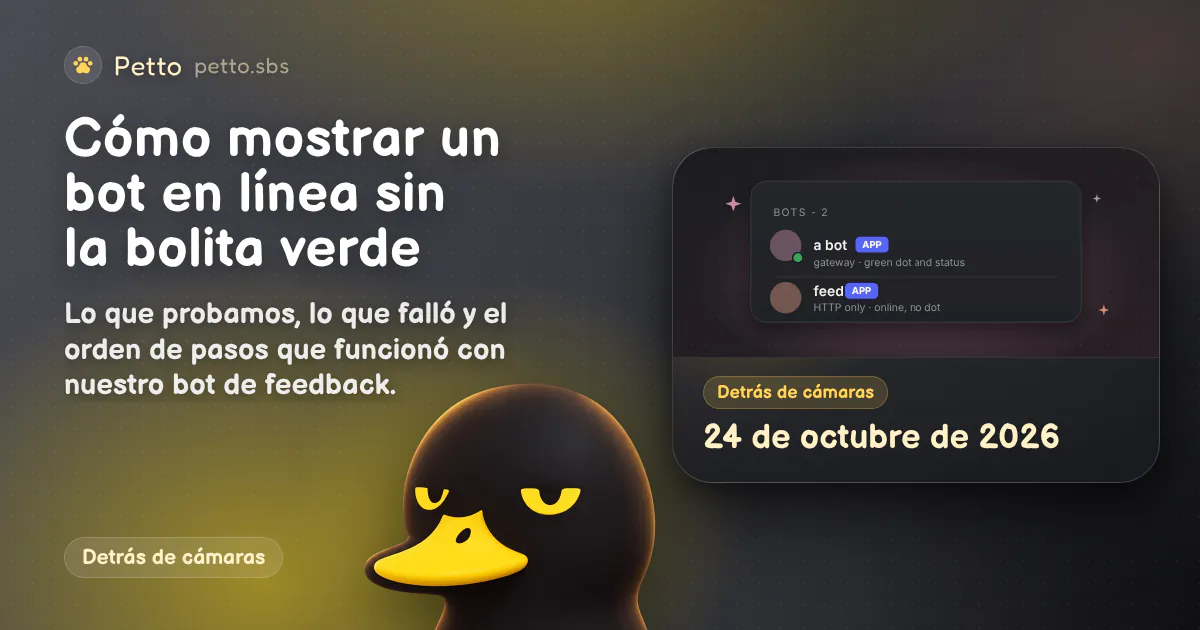 Petto petto.sbs
Cómo mostrar un
bot en línea sin
la bolita verde
Lo que probamos, lo que falló y el
orden de pasos que funcionó con
nuestro bot de feedback.
Detrás de cámaras
BOTS - 2
a bot APP
gateway · green dot and status
feed APP
HTTP only · online, no dot
Detrás de cámaras
24 de octubre de 2026